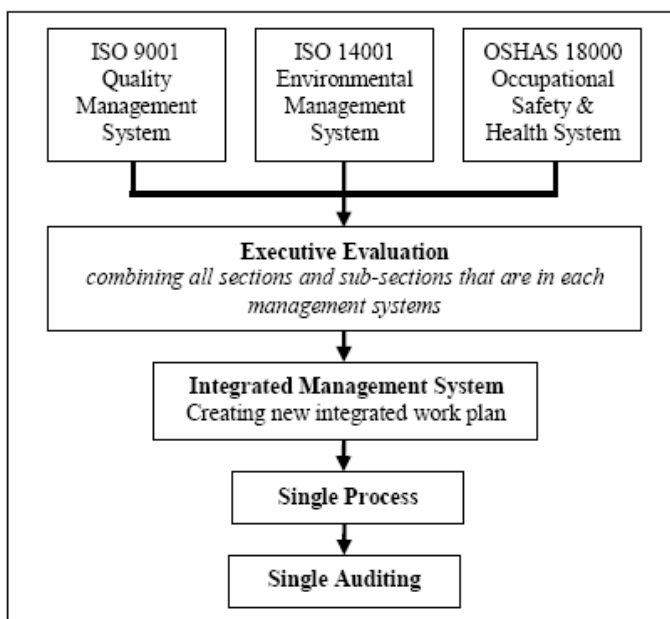 ISO 9001
Quality
Management
System
ISO 14001
Environmental
Management
System
OSHAS 18000
Occupational
Safety &
Health System
Executive Evaluation
combining all sections and sub-sections that are in each
management systems
Integrated Management System
Creating new integrated work plan
Single Process
Single Auditing